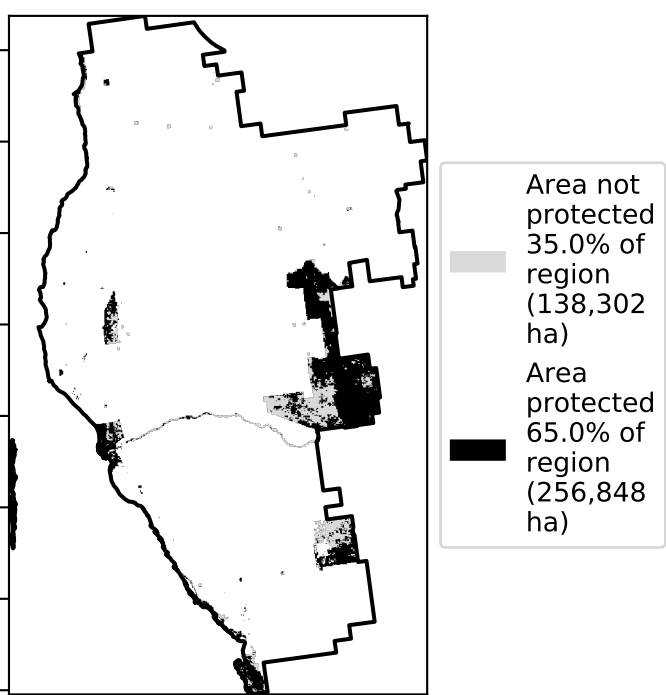 Area not
protected
35.0% of
region
(138,302
ha)
Area
protected
65.0% of
region
(256,848
ha)